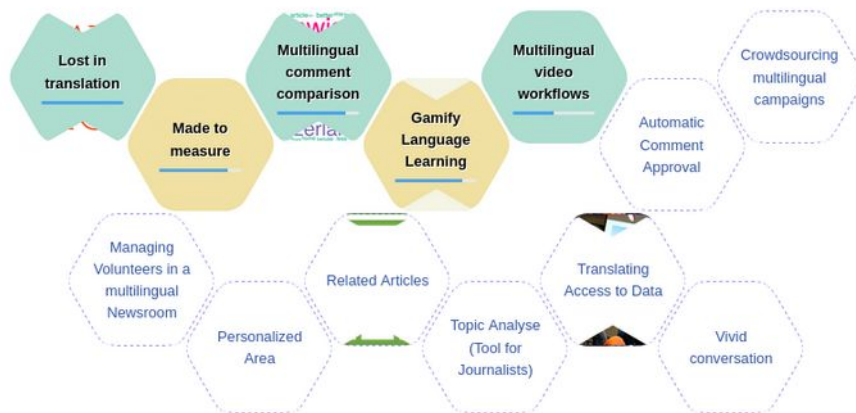 Lost in
translation
Made to
measure
Multilingual
comment
comparison
Gamify
Language
Learning
Multilingual
video
workflows
Automatic
Comment
Approval
Crowdsourcing
multilingual
campaigns
Managing
Volunteers in a
multilingual
Newsroom
Personalized
Area
Related Articles
Topic Analyse
(Tool for
Journalists)
Translating
Access to Data
Vivid
conversation